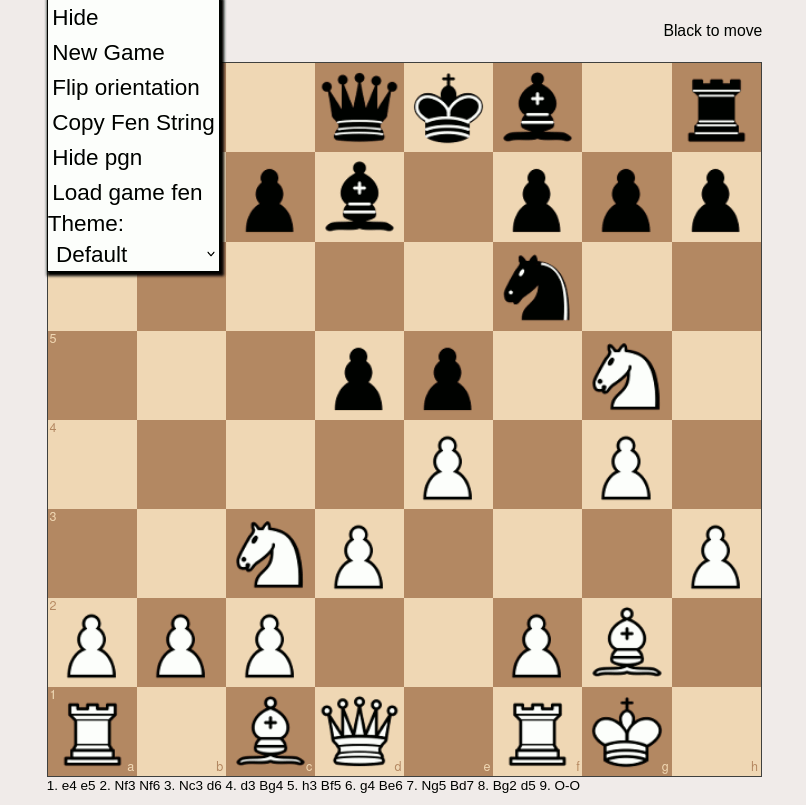 Hide
Black to move
New Game
Flip orientation
Copy Fen String
Hide pgn
Load game fen
Theme:
Default
5
4
3
2
1
a b c d e f g h
1. e4 e5 2. Nf3 Nf6 3. Nc3 d6 4. d3 Bg4 5. h3 Bf5 6. g4 Be6 7. Ng5 Bd7 8. Bg2 d5 9. O-O